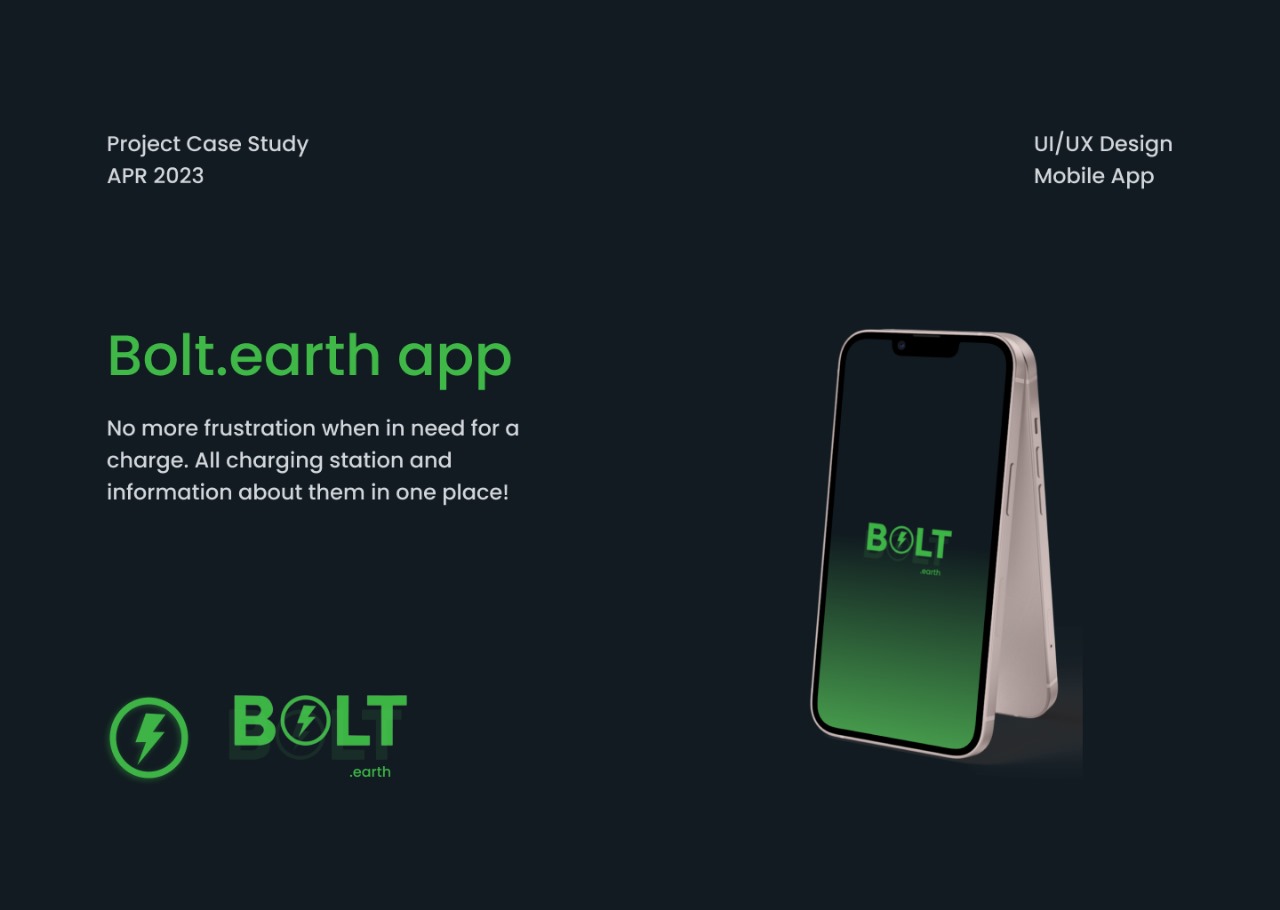 Project Case Study
APR 2023
UI/UX Design
Mobile App
Bolt.earth app
No more frustration when in need for a
charge. All charging station and
information about them in one place!
BOLT
.earth
BOLT
.earth